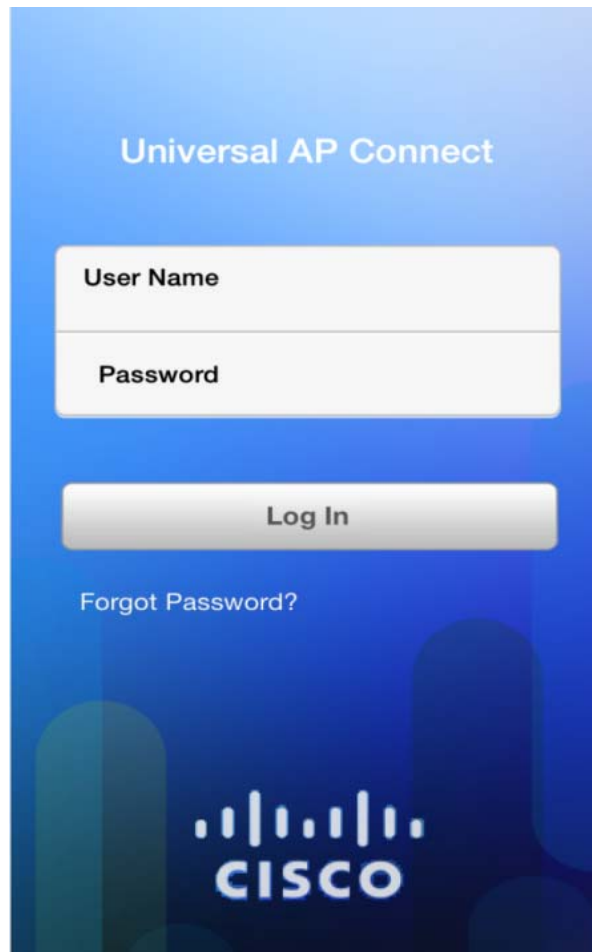 Universal AP Connect
User Name
Password
Log In
Forgot Password?
CISCO